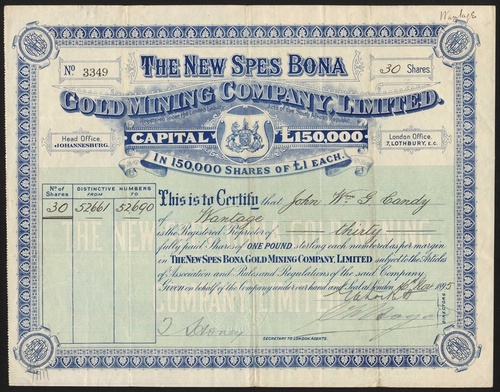 Wantage
No 3349
THE NEW SPES BONA
30 Shares.
GOLD MINING COMPANY, LIMITED.
Head Office,
JOHANNESBURG.
CAPITAL, £150,000:
London Office,
7, LOTHBURY, E.C.
IN 150,000 SHARES OF £1 EACH.
No of Shares
DISTINCTIVE NUMBERS
FROM TO
30 52661 52690
This is to Certify that John Wm G. Candy
of Wantage
is the Registered Proprietor of thirty
fully paid Shares of ONE POUND sterling each numbered as per margin
in THE NEW SPES BONA GOLD MINING COMPANY, LIMITED subject to the Articles
of Association and Rules and Regulations of the said Company
Given on behalf of the Company under our hand and Seal at London 16 Nov 1895
DIRECTORS
SECRETARY TO LONDON AGENTS.